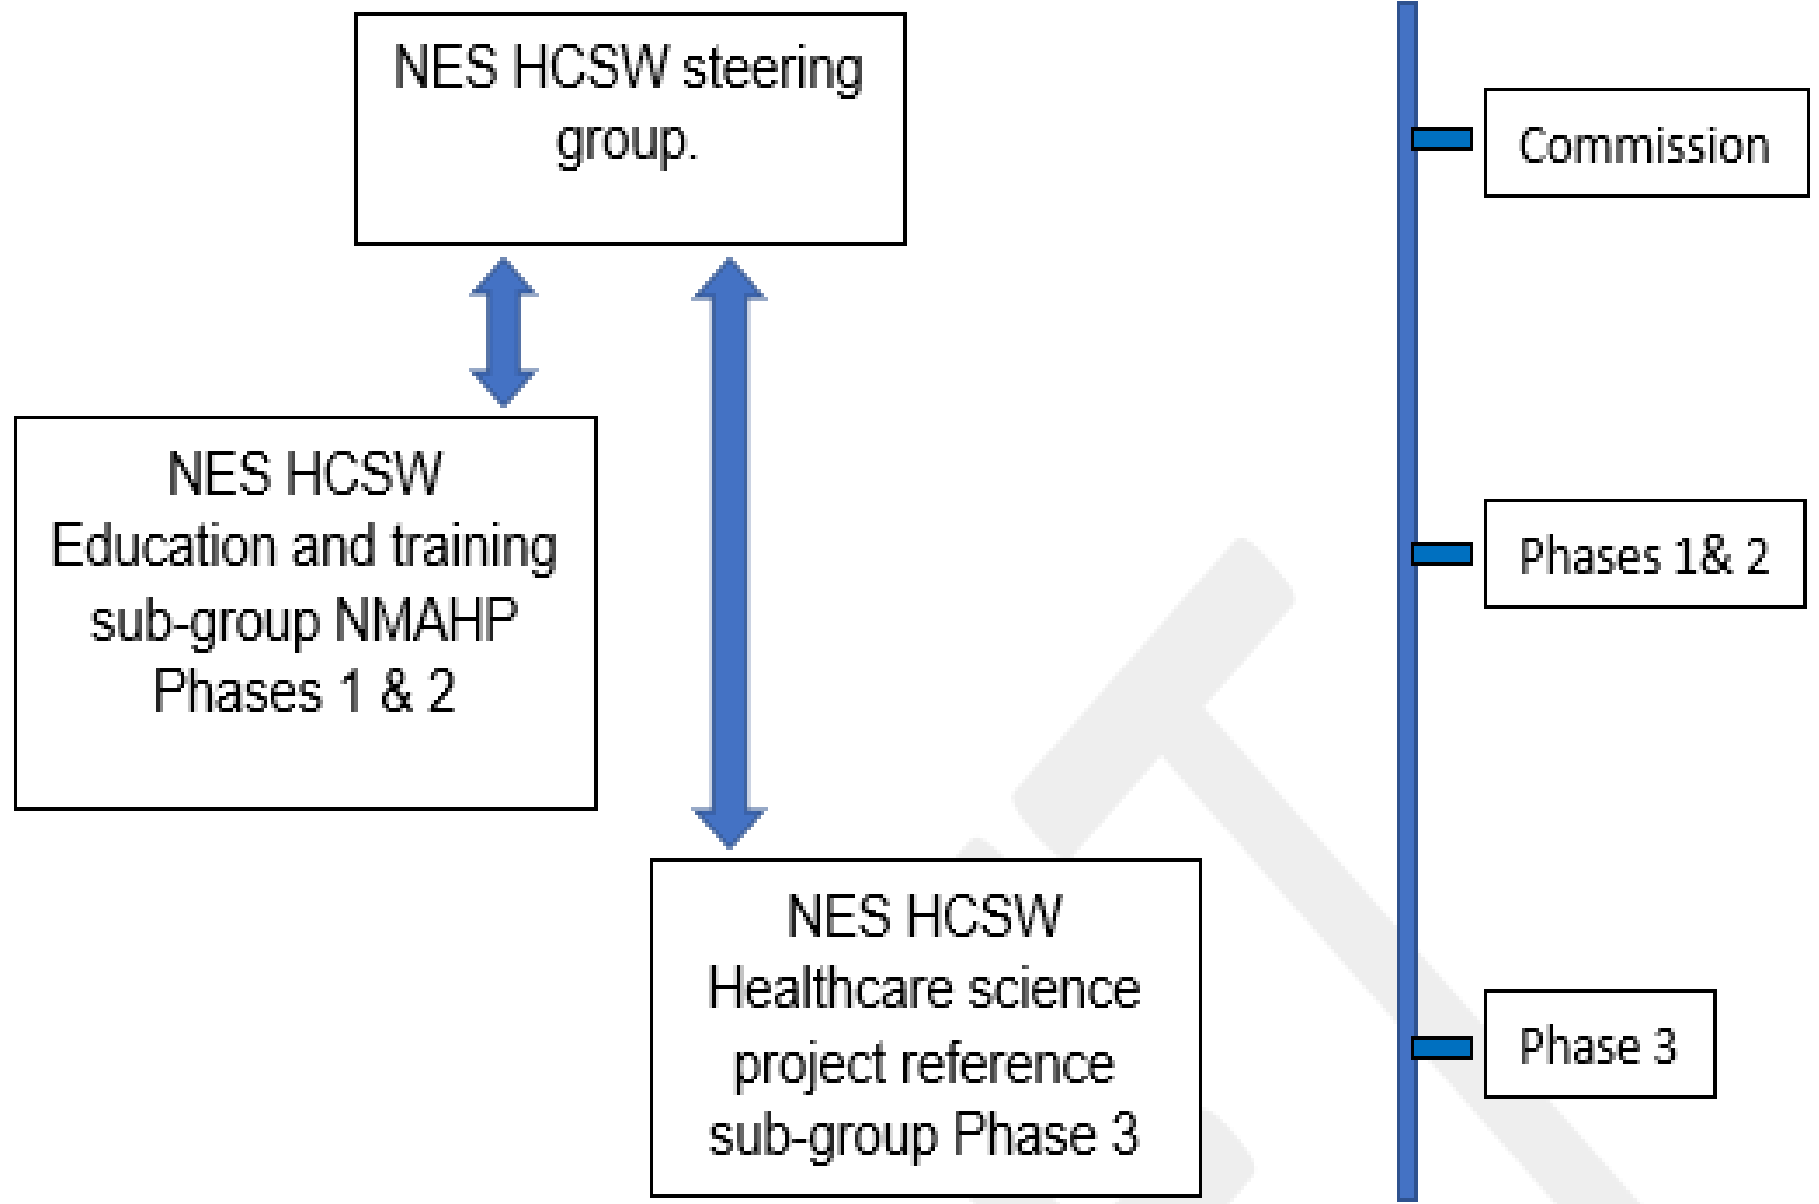 NES HCSW steering
group.
Commission
NES HCSW
Education and training
sub-group NMAHP
Phases 1 & 2
Phases 1& 2
NES HCSW
Healthcare science
project reference
sub-group Phase 3
Phase 3